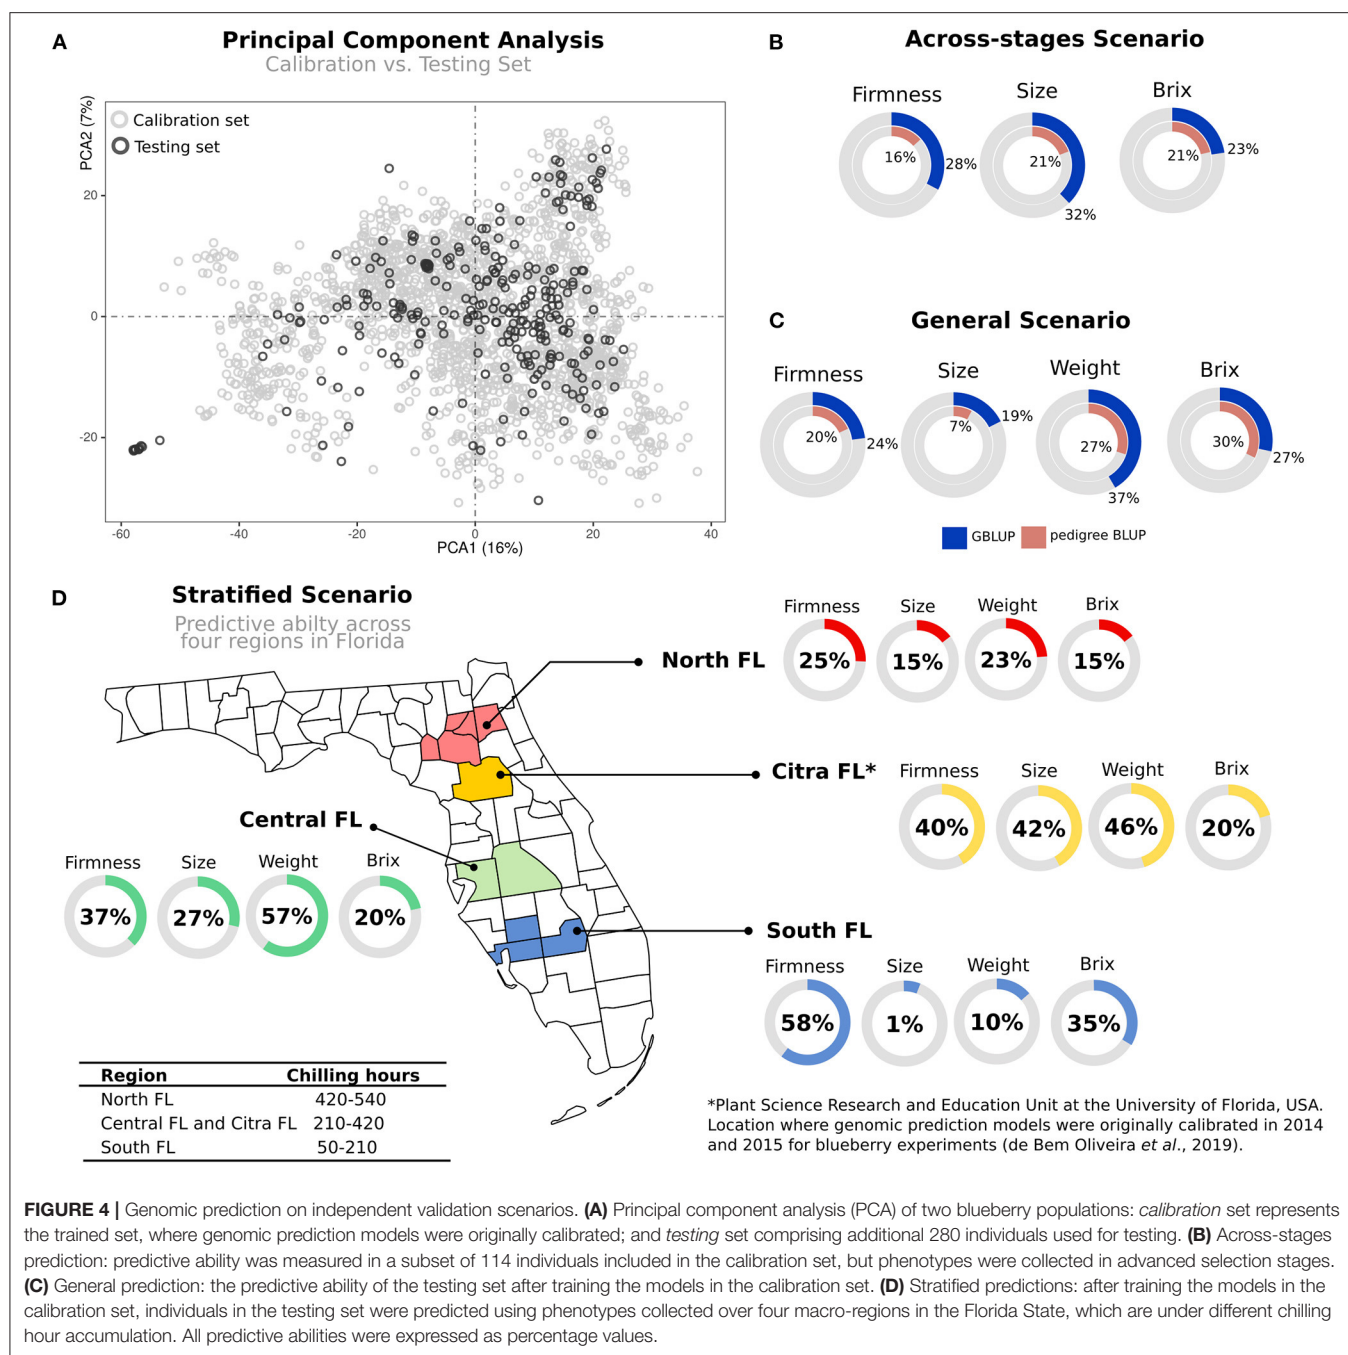 A
Principal Component Analysis
Calibration vs. Testing Set
PCA2 (7%)
Calibration set
Testing set
20
0
-20
-60
-40
-20
0
20
40
PCA1 (16%)
B
Across-stages Scenario
Firmness
Size
Brix
16%
28%
21%
32%
21%
23%
C
General Scenario
Firmness
Size
Weight
Brix
20%
24%
7%
19%
27%
37%
30%
27%
GBLUP
pedigree BLUP
D
Stratified Scenario
Predictive abilty across
four regions in Florida
North FL
Firmness
Size
Weight
Brix
25%
15%
23%
15%
Citra FL*
Firmness
Size
Weight
Brix
40%
42%
46%
20%
Central FL
Firmness
Size
Weight
Brix
37%
27%
57%
20%
South FL
Firmness
Size
Weight
Brix
58%
1%
10%
35%
Region Chilling hours
North FL 420-540
Central FL and Citra FL 210-420
South FL 50-210
*Plant Science Research and Education Unit at the University of Florida, USA.
Location where genomic prediction models were originally calibrated in 2014
and 2015 for blueberry experiments (de Bem Oliveira et al., 2019).
FIGURE 4 | Genomic prediction on independent validation scenarios. (A) Principal component analysis (PCA) of two blueberry populations: calibration set represents
the trained set, where genomic prediction models were originally calibrated; and testing set comprising additional 280 individuals used for testing. (B) Across-stages
prediction: predictive ability was measured in a subset of 114 individuals included in the calibration set, but phenotypes were collected in advanced selection stages.
(C) General prediction: the predictive ability of the testing set after training the models in the calibration set. (D) Stratified predictions: after training the models in the
calibration set, individuals in the testing set were predicted using phenotypes collected over four macro-regions in the Florida State, which are under different chilling
hour accumulation. All predictive abilities were expressed as percentage values.